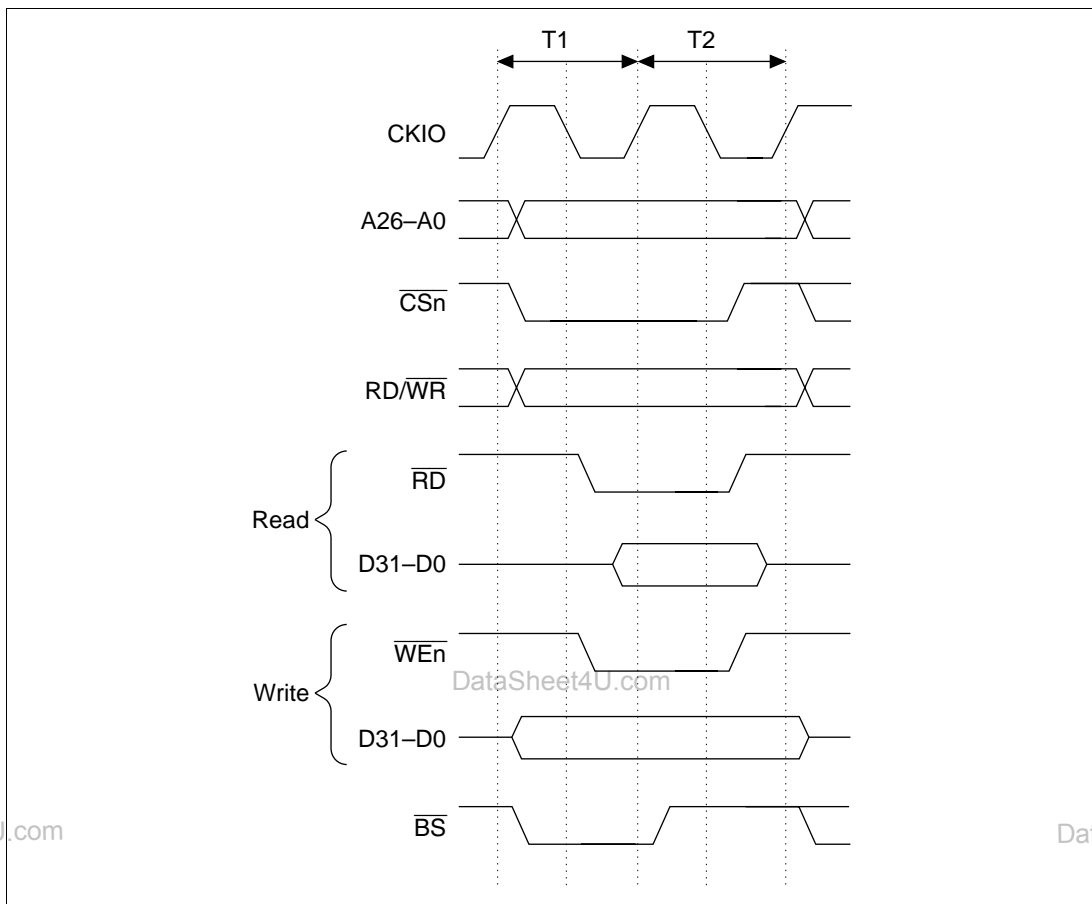 T1 T2
CKIO
A26–A0
CSn
RD/WR
Read
RD
D31–D0
Write
WEn
DataSheet4U.com
D31–D0
BS
U.com
Da